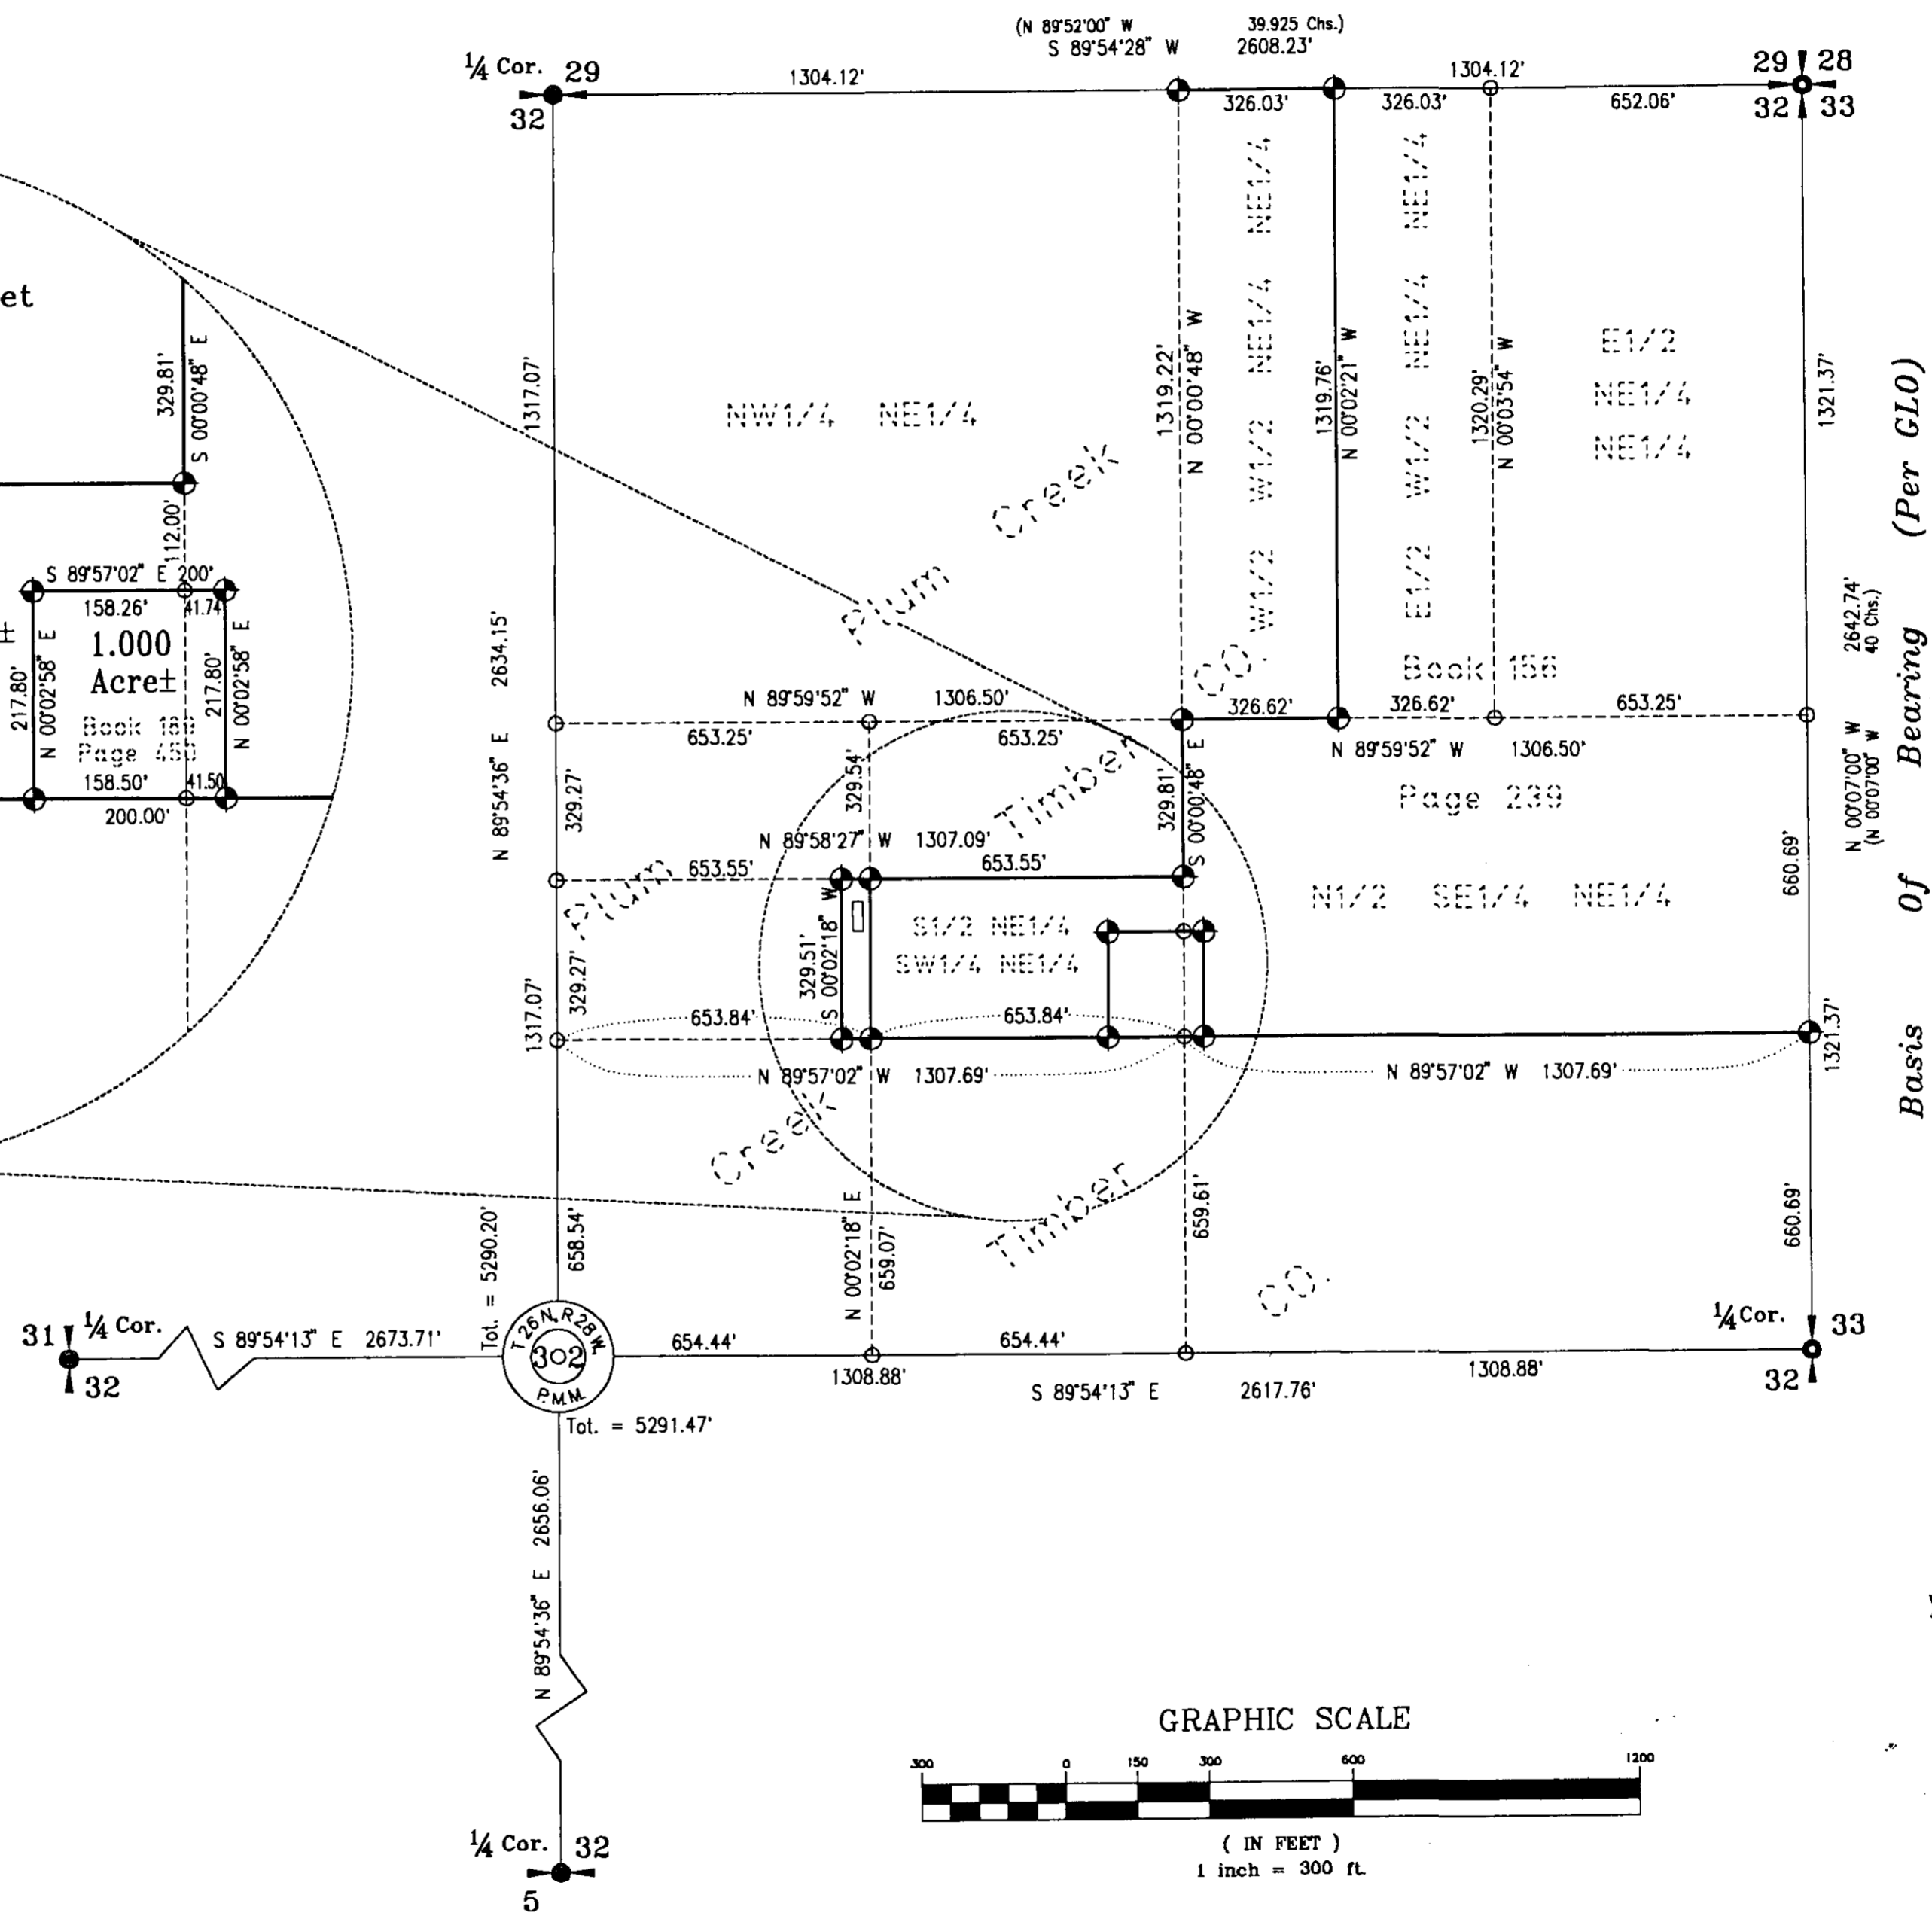 (N 89°52'00" W 39.925 Chs.)
S 89°54'28" W 2608.23'
1/4 Cor. 29
32
1304.12'
1304.12'
326.03'
326.03'
652.06'
29 28
32 33
et
329.81'
S 00°00'48" E
112.00'
S 89°57'02" E 200'
158.26'
41.74
217.80'
N 00°02'58" E
±
1.000
Acre±
217.80'
N 00°02'58" E
Book 189
Page 450
158.50'
41.50
200.00'
1317.07'
NW1/4 NE1/4
1319.22'
N 00°00'48" W
W1/2 W1/2 NE1/4 NE1/4
1319.76'
N 00°02'21" W
E1/2 W1/2 NE1/4 NE1/4
1320.29'
N 00°03'54" W
E1/2
NE1/4
NE1/4
1321.37'
Basis Of Bearing (Per GLO)
N 00°07'00" W 2642.74'
(N 00°07'00" W 40 Chs.)
Plum Creek
Timber Co.
Book 156
Page 239
N 89°54'36" E 2634.15'
N 89°59'52" W 1306.50'
653.25'
653.25'
326.62'
326.62'
653.25'
N 89°59'52" W 1306.50'
329.27'
329.54'
329.81'
S 00°00'48" E
N 89°58'27" W 1307.09'
653.55'
653.55'
660.69'
N1/2 SE1/4 NE1/4
S1/2 NE1/4
SW1/4 NE1/4
329.51'
S 00°02'18" W
1317.07'
329.27'
653.84'
653.84'
N 89°57'02" W 1307.69'
N 89°57'02" W 1307.69'
1321.37'
Plum
Creek
Timber
Co.
Tot. = 5290.20'
658.54'
N 00°02'18" E
659.07'
659.61'
660.69'
31 1/4 Cor.
32
S 89°54'13" E 2673.71'
T 26 N, R 28 W.
302
P.M.M.
654.44'
654.44'
1308.88'
S 89°54'13" E 2617.76'
1308.88'
1/4 Cor. 33
32
Tot. = 5291.47'
N 89°54'36" E 2656.06'
1/4 Cor. 32
5
GRAPHIC SCALE
300 0 150 300 600 1200
( IN FEET )
1 inch = 300 ft.